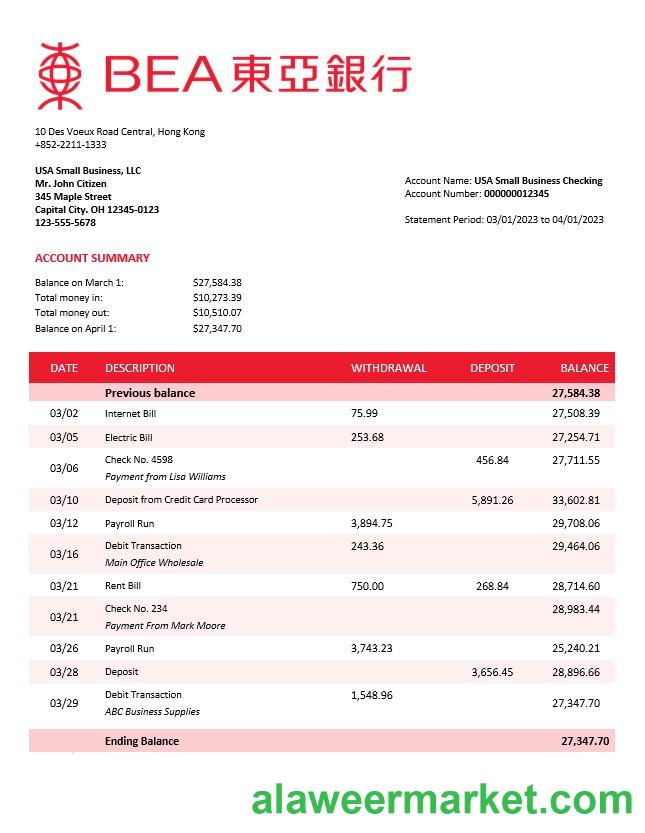 BEA 東亞銀行
10 Des Voeux Road Central, Hong Kong
+852-2211-1333
USA Small Business, LLC
Mr. John Citizen
345 Maple Street
Capital City. OH 12345-0123
123-555-5678
Account Name: USA Small Business Checking
Account Number: 000000012345
Statement Period: 03/01/2023 to 04/01/2023
ACCOUNT SUMMARY
Balance on March 1: $27,584.38
Total money in: $10,273.39
Total money out: $10,510.07
Balance on April 1: $27,347.70
DATE DESCRIPTION WITHDRAWAL DEPOSIT BALANCE
Previous balance 27,584.38
03/02 Internet Bill 75.99 27,508.39
03/05 Electric Bill 253.68 27,254.71
03/06 Check No. 4598 456.84 27,711.55
Payment from Lisa Williams
03/10 Deposit from Credit Card Processor 5,891.26 33,602.81
03/12 Payroll Run 3,894.75 29,708.06
03/16 Debit Transaction 243.36 29,464.06
Main Office Wholesale
03/21 Rent Bill 750.00 268.84 28,714.60
03/21 Check No. 234 28,983.44
Payment From Mark Moore
03/26 Payroll Run 3,743.23 25,240.21
03/28 Deposit 3,656.45 28,896.66
03/29 Debit Transaction 1,548.96 27,347.70
ABC Business Supplies
Ending Balance 27,347.70
alaweermarket.com